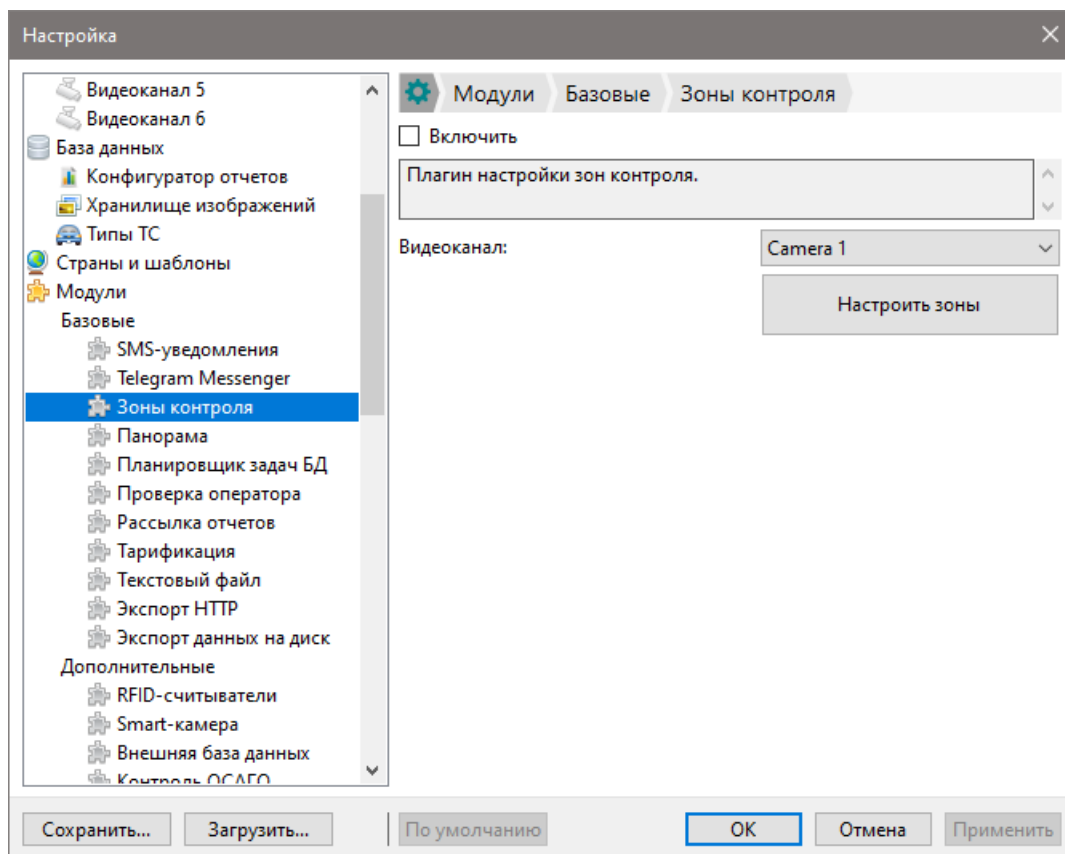 Настройка
Видеоканал 5
Видеоканал 6
База данных
Конфигуратор отчетов
Хранилище изображений
Типы ТС
Страны и шаблоны
Модули
Базовые
SMS-уведомления
Telegram Messenger
Зоны контроля
Панорама
Планировщик задач БД
Проверка оператора
Рассылка отчетов
Тарификация
Текстовый файл
Экспорт HTTP
Экспорт данных на диск
Дополнительные
RFID-считыватели
Smart-камера
Внешняя база данных
Контроль ОСАГО
Модули Базовые Зоны контроля
Включить
Плагин настройки зон контроля.
Видеоканал: Camera 1
Настроить зоны
Сохранить... Загрузить... По умолчанию ОК Отмена Применить